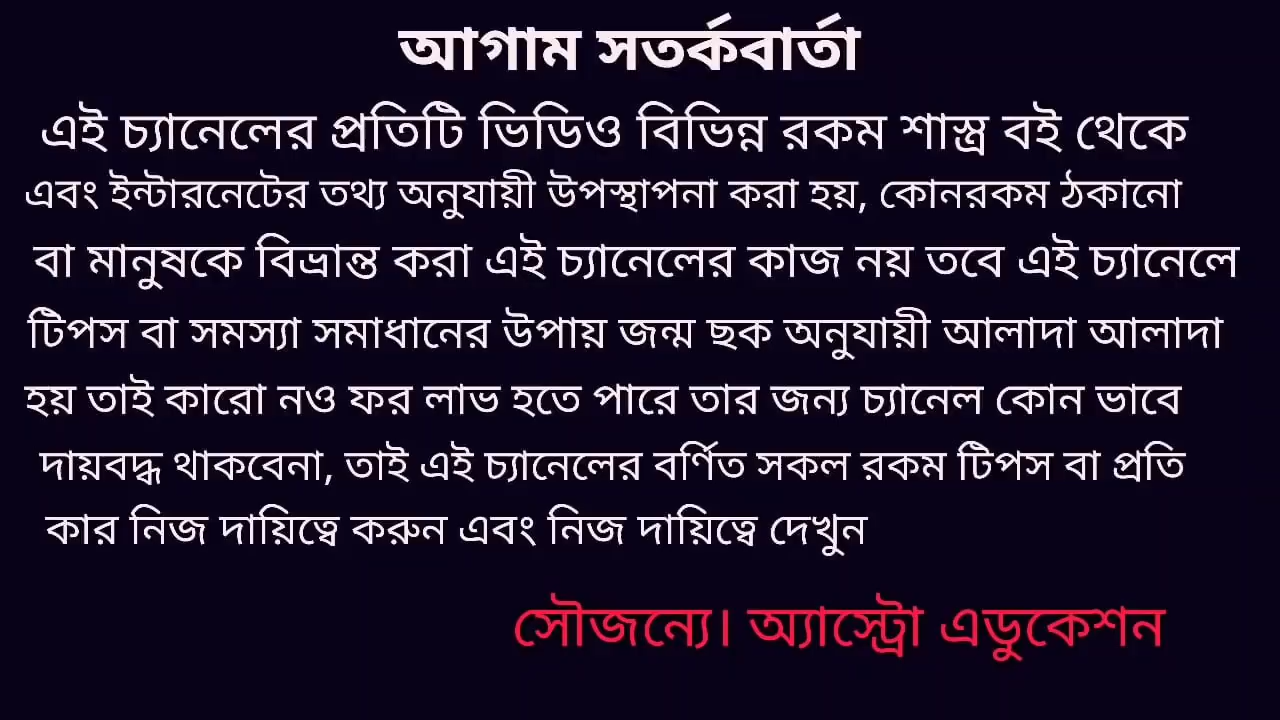 আগাম সতর্কবার্তা
এই চ্যানেলের প্রতিটি ভিডিও বিভিন্ন রকম শাস্ত্র বই থেকে
এবং ইন্টারনেটের তথ্য অনুযায়ী উপস্থাপনা করা হয়, কোনরকম ঠকানো
বা মানুষকে বিভ্রান্ত করা এই চ্যানেলের কাজ নয় তবে এই চ্যানেলে
টিপস বা সমস্যা সমাধানের উপায় জন্ম ছক অনুযায়ী আলাদা আলাদা
হয় তাই কারো নও ফর লাভ হতে পারে তার জন্য চ্যানেল কোন ভাবে
দায়বদ্ধ থাকবেনা, তাই এই চ্যানেলের বর্ণিত সকল রকম টিপস বা প্রতি
কার নিজ দায়িত্বে করুন এবং নিজ দায়িত্বে দেখুন
সৌজন্যে। অ্যাস্ট্রো এডুকেশন